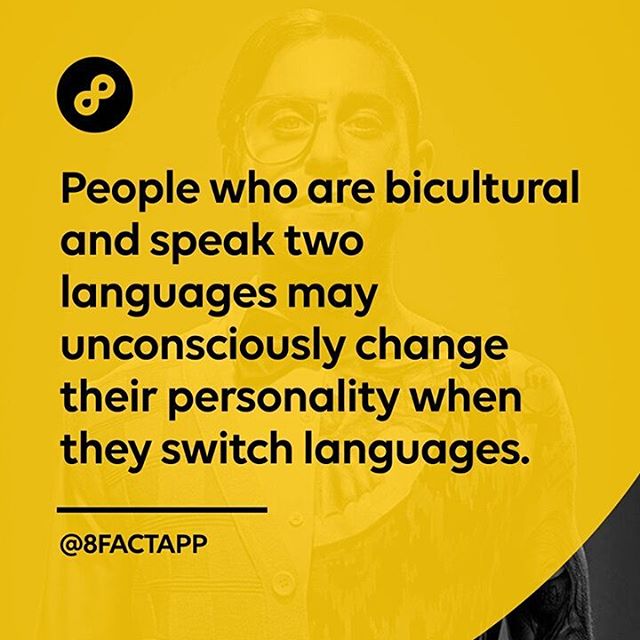 People who are bicultural
and speak two
languages may
unconsciously change
their personality when
they switch languages.
@8FACTAPP